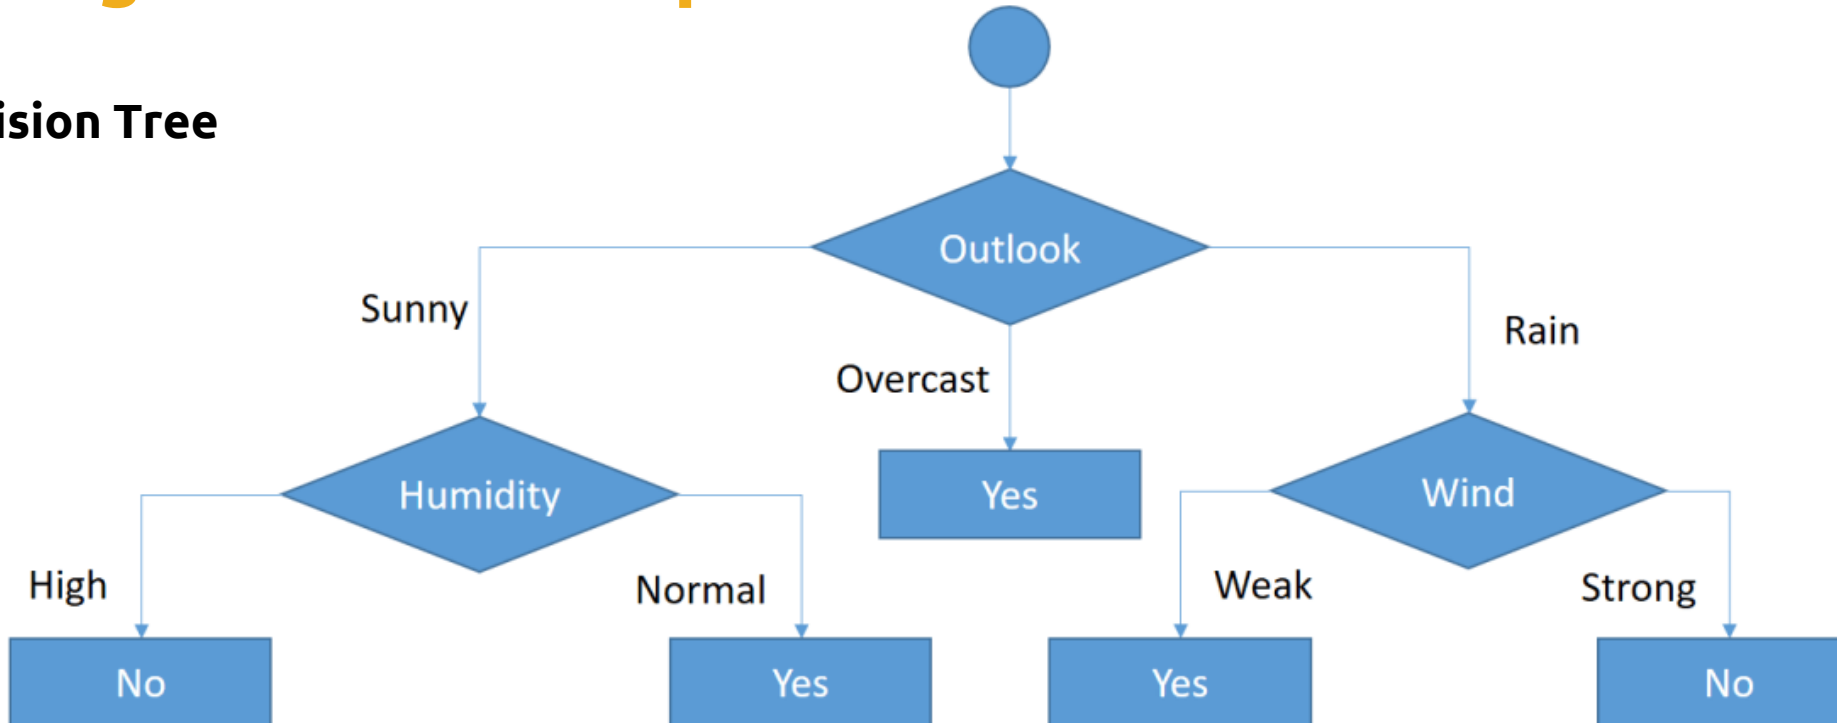 ision Tree
Outlook
Sunny
Rain
Overcast
Humidity
Yes
Wind
High
Normal
Weak
Strong
No
Yes
Yes
No